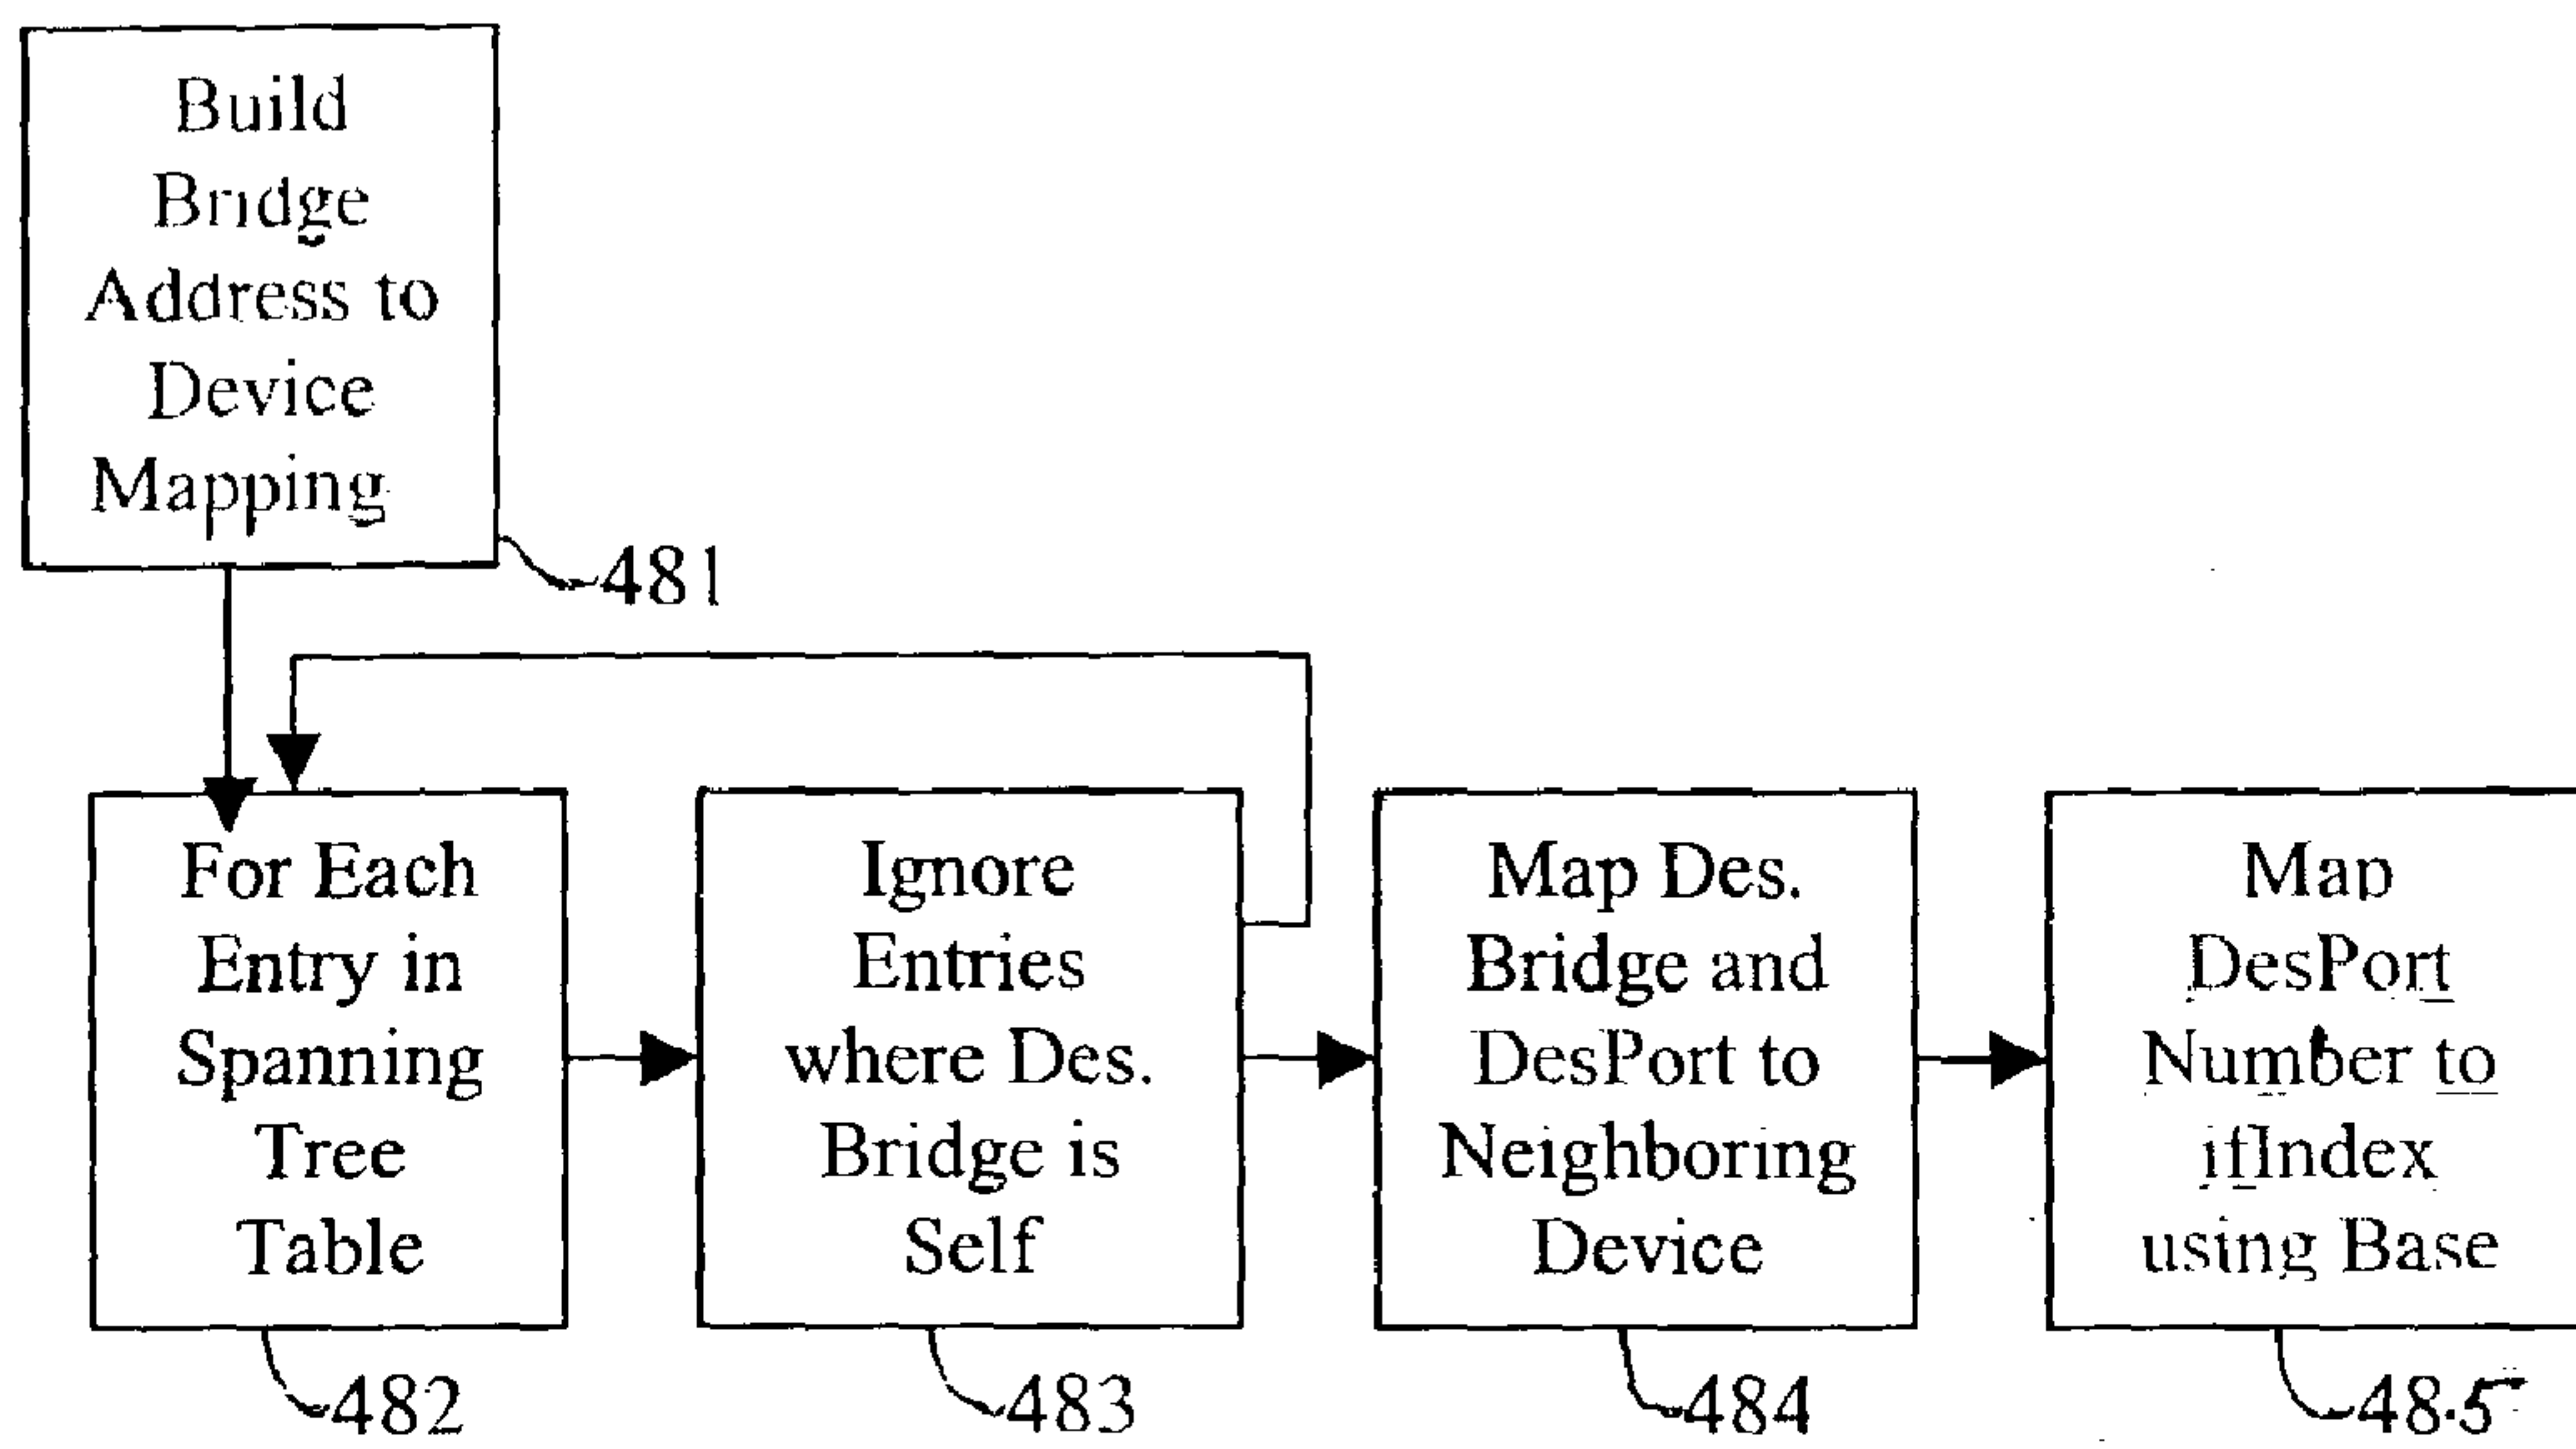 Build
Bridge
Address to
Device
Mapping
481
For Each
Entry in
Spanning
Tree
Table
482
Ignore
Entries
where Des.
Bridge is
Self
483
Map Des.
Bridge and
DesPort to
Neighboring
Device
484
Map
DesPort
Number to
ifIndex
using Base
485